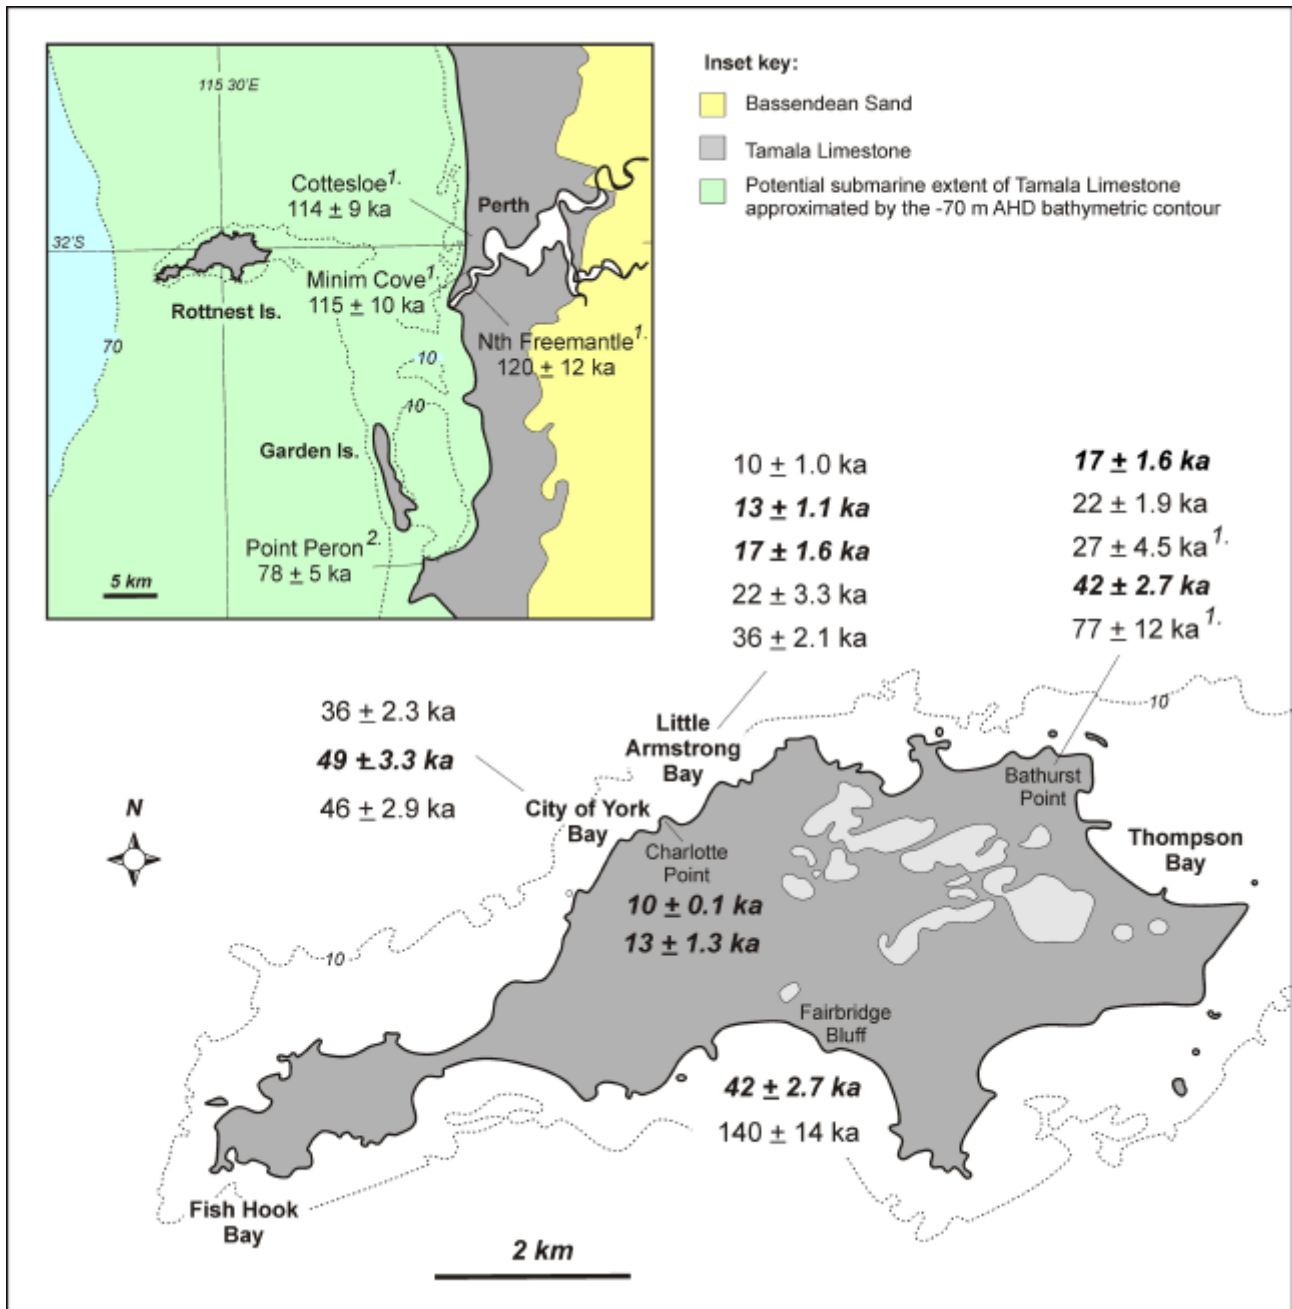 Inset key:
Bassendean Sand
Tamala Limestone
Potential submarine extent of Tamala Limestone
approximated by the -70 m AHD bathymetric contour
115 30'E
Cottesloe1.
114 ± 9 ka
Perth
32'S
Minim Cove1.
115 ± 10 ka
Rottnest Is.
70
Nth Freemantle1.
120 ± 12 ka
10
10
Garden Is.
Point Peron2.
78 ± 5 ka
5 km
10 ± 1.0 ka
13 ± 1.1 ka
17 ± 1.6 ka
22 ± 3.3 ka
36 ± 2.1 ka
17 ± 1.6 ka
22 ± 1.9 ka
27 ± 4.5 ka1.
42 ± 2.7 ka
77 ± 12 ka1.
36 ± 2.3 ka
49 ± 3.3 ka
46 ± 2.9 ka
10
Little
Armstrong
Bay
Bathurst
Point
N
City of York
Bay
Thompson
Bay
Charlotte
Point
10 ± 0.1 ka
13 ± 1.3 ka
10
Fairbridge
Bluff
42 ± 2.7 ka
140 ± 14 ka
Fish Hook
Bay
2 km